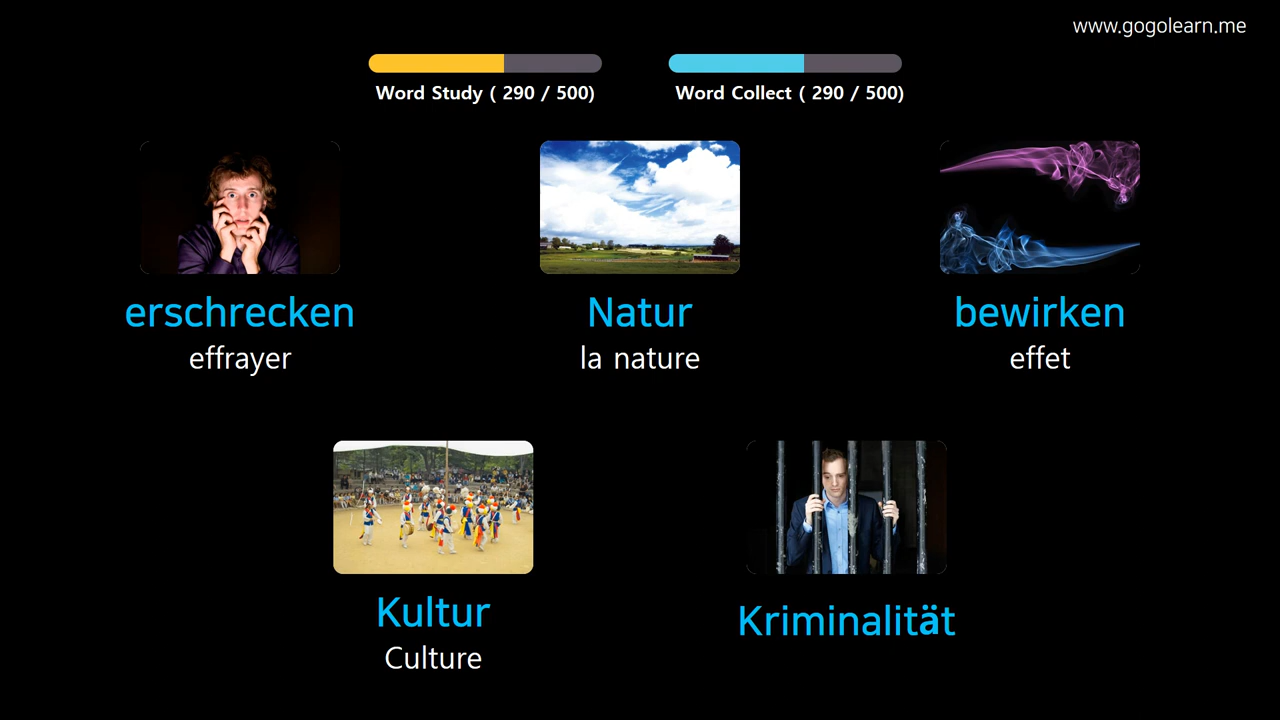 www.gogolearn.me
Word Study ( 290 / 500)
Word Collect ( 290 / 500)
erschrecken
effrayer
Natur
la nature
bewirken
effet
Kultur
Culture
Kriminalität